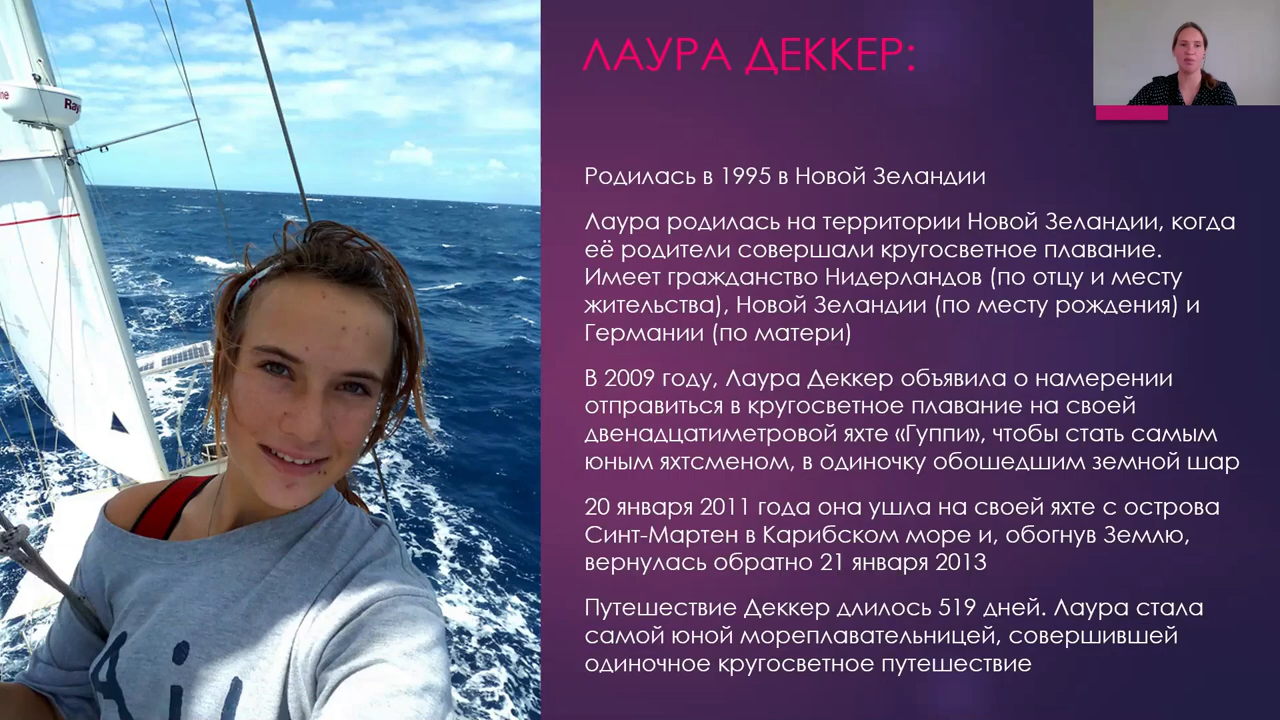 ЛАУРА ДЕККЕР:
Родилась в 1995 в Новой Зеландии
Лаура родилась на территории Новой Зеландии, когда
её родители совершали кругосветное плавание.
Имеет гражданство Нидерландов (по отцу и месту
жительства), Новой Зеландии (по месту рождения) и
Германии (по матери)
В 2009 году, Лаура Деккер объявила о намерении
отправиться в кругосветное плавание на своей
двенадцатиметровой яхте «Гуппи», чтобы стать самым
юным яхтсменом, в одиночку обошедшим земной шар
20 января 2011 года она ушла на своей яхте с острова
Синт-Мартен в Карибском море и, обогнув Землю,
вернулась обратно 21 января 2013
Путешествие Деккер длилось 519 дней. Лаура стала
самой юной мореплавательницей, совершившей
одиночное кругосветное путешествие